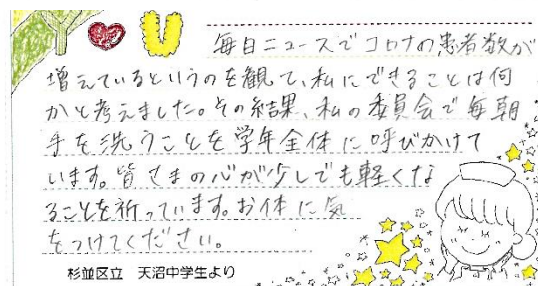 毎日ニュースでコロナの患者数が
増えているというのを観て、私にできることは何
かと考えました。その結果、私の委員会で毎朝
手を洗うことを学年全体に呼びかけて
います。皆さまの心が少しでも軽くな
ることを祈っています。お体に気
をつけてください。
杉並区立 天沼中学生より